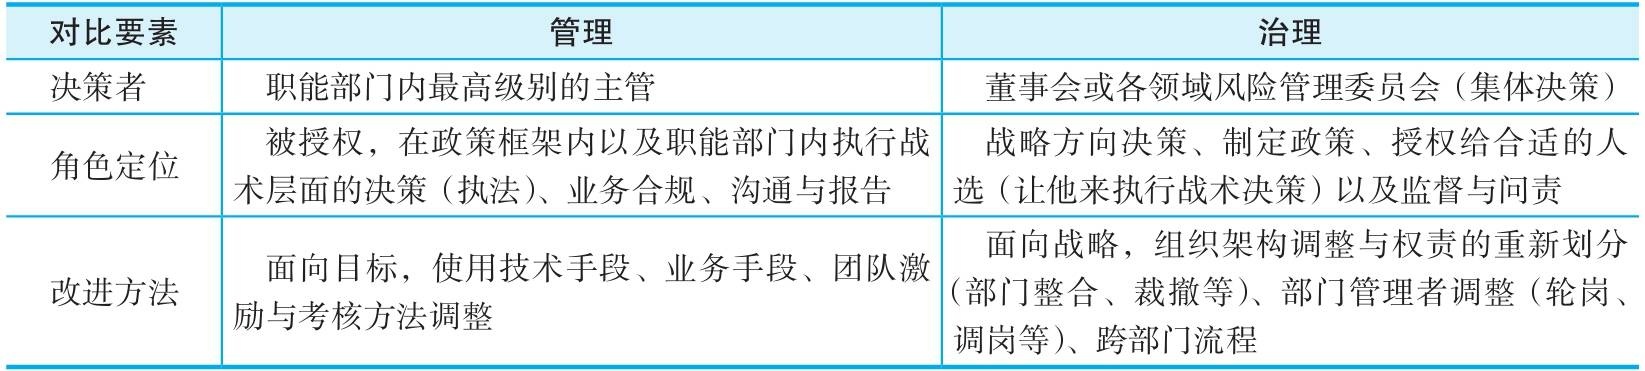 对比要素 管理 治理
决策者 职能部门内最高级别的主管 董事会或各领域风险管理委员会（集体决策）
角色定位
被授权，在政策框架内以及职能部门内执行战
术层面的决策（执法）、业务合规、沟通与报告
战略方向决策、制定政策、授权给合适的人
选（让他来执行战术决策）以及监督与问责
改进方法
面向目标，使用技术手段、业务手段、团队激
励与考核方法调整
面向战略，组织架构调整与权责的重新划分
（部门整合、裁撤等）、部门管理者调整（轮岗、
调岗等）、跨部门流程